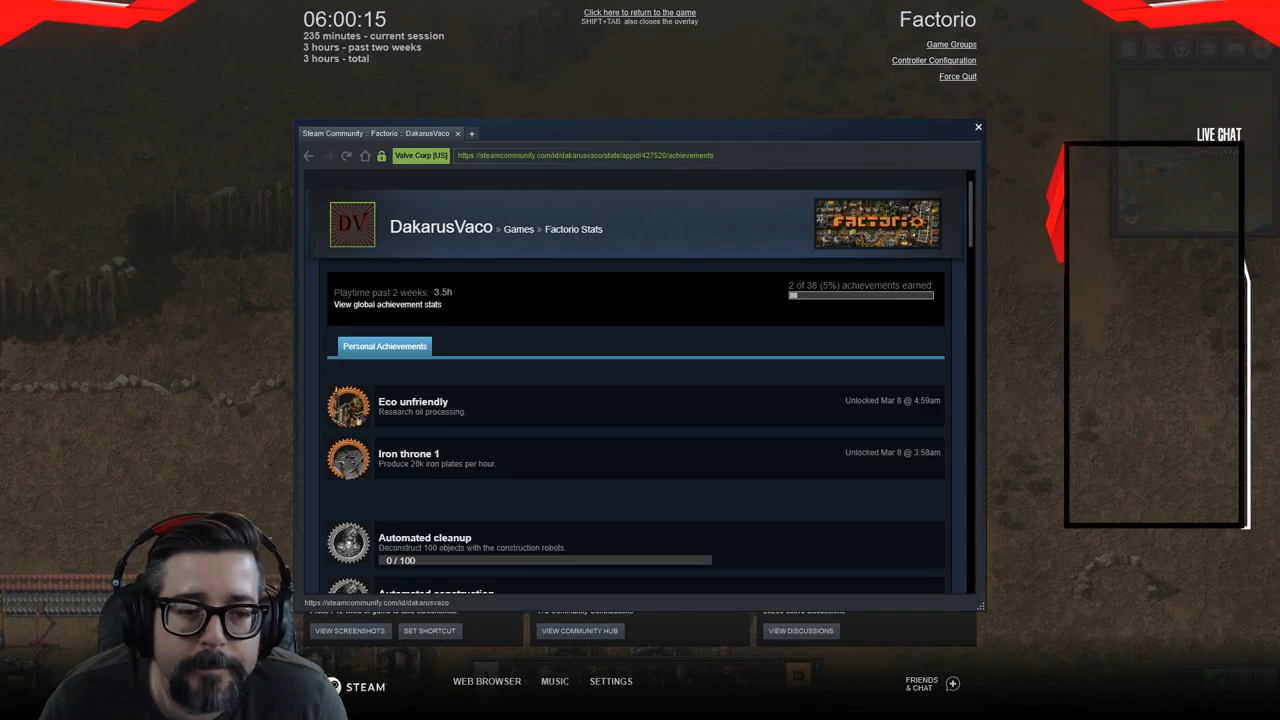 06:00:15
235 minutes - current session
3 hours - past two weeks
3 hours - total
Click here to return to the game
SHIFT+TAB also closes the overlay
Factorio
Game Groups
Controller Configuration
Force Quit
LIVE CHAT
Steam Community :: Factorio :: DakarusVaco × +
Valve Corp [US] https://steamcommunity.com/id/dakarusvaco/stats/appid/427520/achievements
DV
DakarusVaco » Games » Factorio Stats
FACTORIO
Playtime past 2 weeks: 3.5h
View global achievement stats
2 of 38 (5%) achievements earned:
Personal Achievements
Eco unfriendly
Research oil processing.
Unlocked Mar 8 @ 4:59am
Iron throne 1
Produce 20k iron plates per hour.
Unlocked Mar 8 @ 3:58am
Automated cleanup
Deconstruct 100 objects with the construction robots.
0 / 100
Automated construction
https://steamcommunity.com/id/dakarusvaco
VIEW SCREENSHOTS
SET SHORTCUT
VIEW COMMUNITY HUB
VIEW DISCUSSIONS
STEAM
WEB BROWSER
MUSIC
SETTINGS
FRIENDS
& CHAT